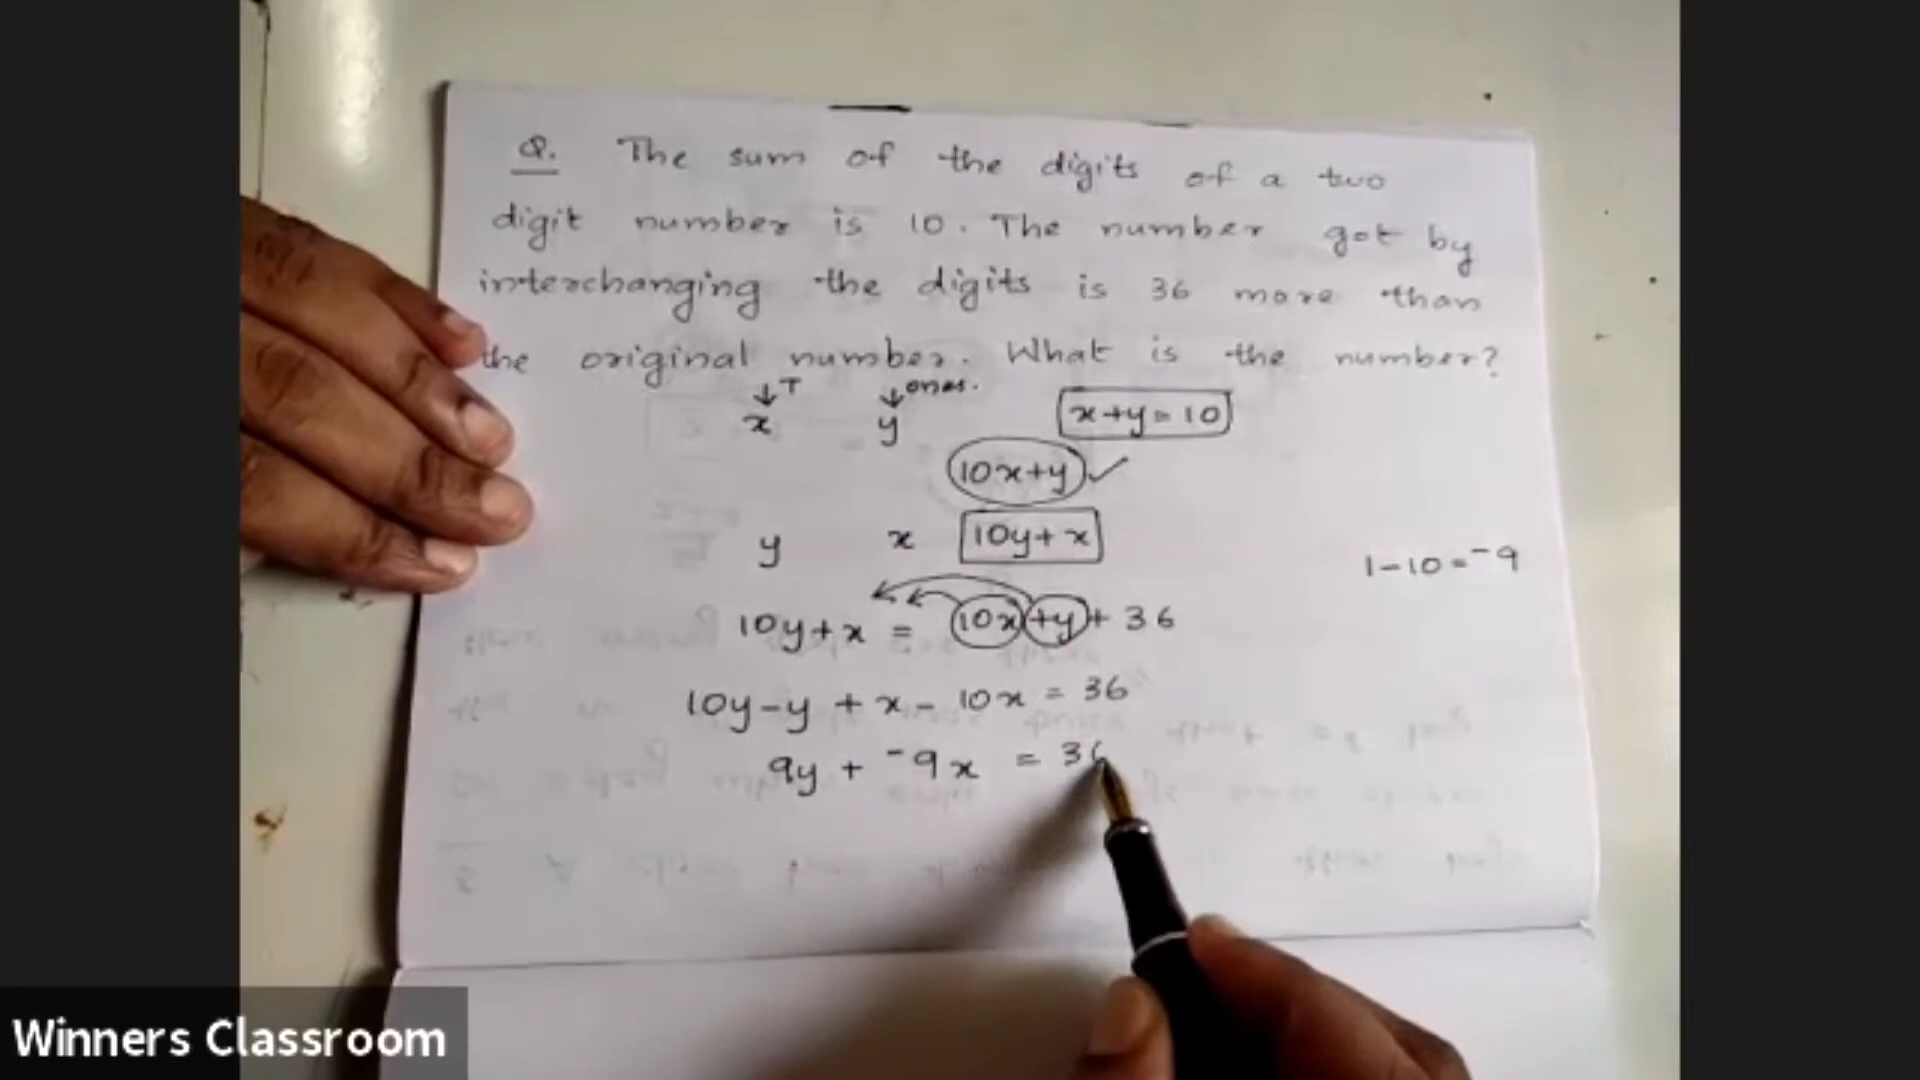 Q. The sum of the digits of a two
digit number is 10. The number got by
interchanging the digits is 36 more than
the original number. What is the number?
↓T ↓ones.
x y x+y=10
10x+y ✓
y x 10y+x
1-10=⁻9
10y+x = 10x+y+36
10y-y+x-10x=36
9y+⁻9x=36
Winners Classroom